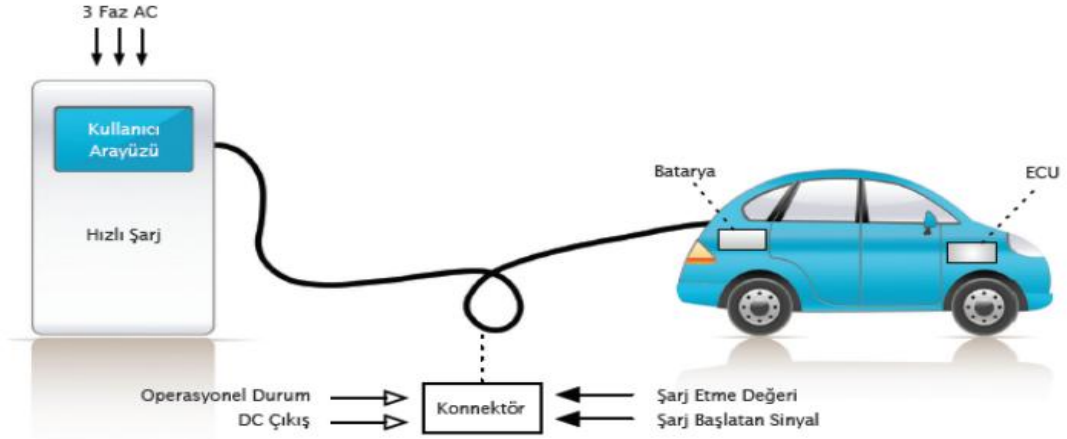 3 Faz AC
Kullanıcı
Arayüzü
Hızlı Şarj
Batarya
ECU
Operasyonel Durum
DC Çıkış
Konnektör
Şarj Etme Değeri
Şarj Başlatan Sinyal